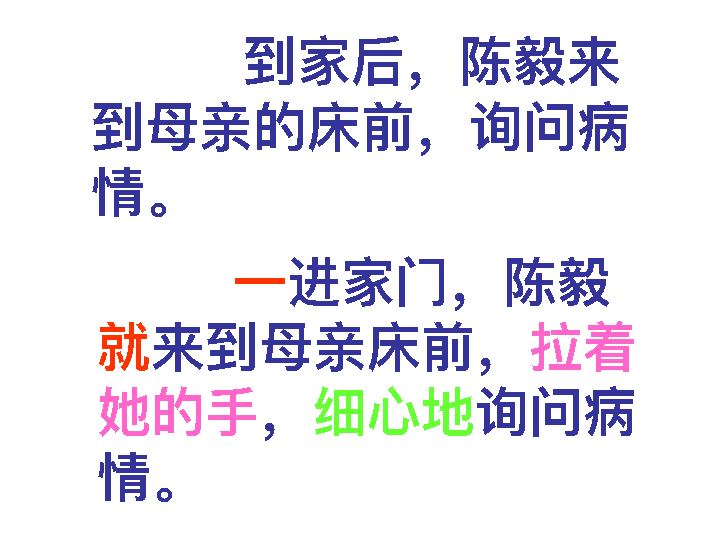 到家后，陈毅来
到母亲的床前，询问病
情。
一进家门，陈毅
就来到母亲床前，拉着
她的手，细心地询问病
情。